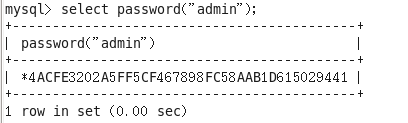 mysql> select password("admin");
+-------------------------------------------+
| password("admin") |
+-------------------------------------------+
| *4ACFE3202A5FF5CF467898FC58AAB1D615029441 |
+-------------------------------------------+
1 row in set (0.00 sec)